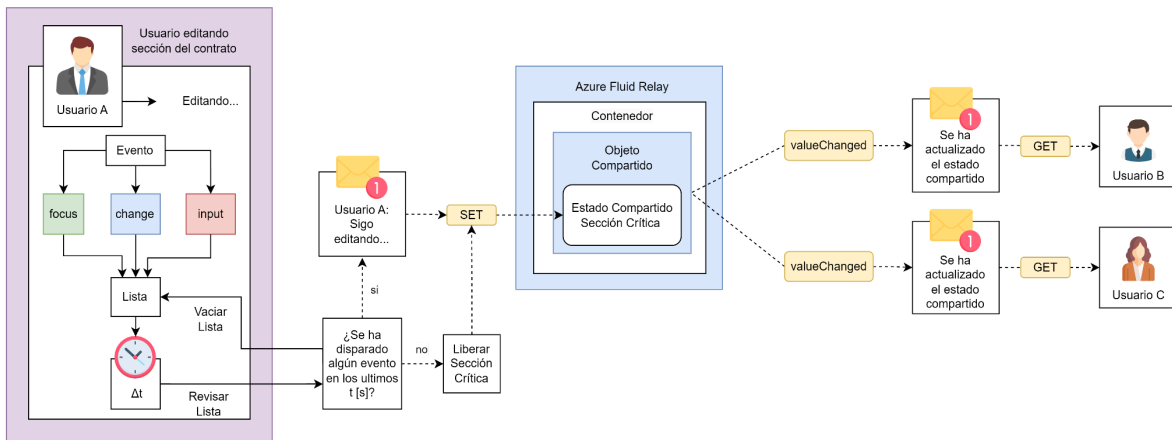 Usuario editando
sección del contrato
Usuario A
Editando...
Evento
focus
change
input
Lista
Vaciar
Lista
Δt
Revisar
Lista
1
Usuario A:
Sigo
editando...
si
¿Se ha
disparado
algún evento
en los ultimos
t [s]?
no
Liberar
Sección
Crítica
SET
Azure Fluid Relay
Contenedor
Objeto
Compartido
Estado Compartido
Sección Crítica
valueChanged
1
Se ha
actualizado
el estado
compartido
GET
Usuario B
valueChanged
1
Se ha
actualizado
el estado
compartido
GET
Usuario C